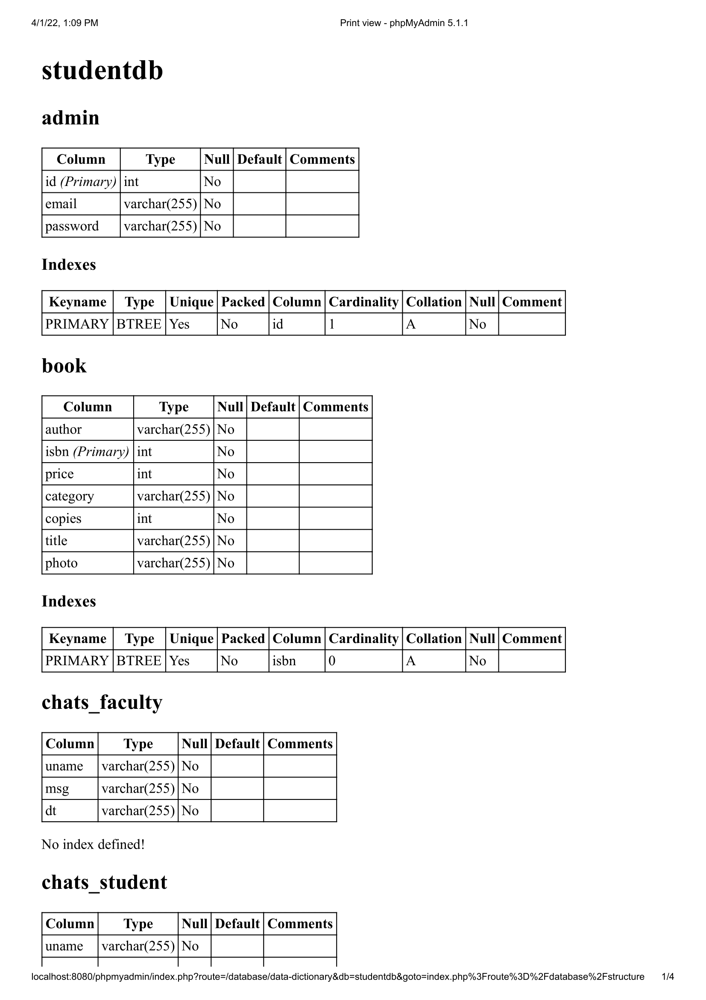 4/1/22, 1:09 PM Print view - phpMyAdmin 5.1.1
studentdb
admin
Column Type Null Default Comments
id (Primary) int No
email varchar(255) No
password varchar(255) No
Indexes
Keyname Type Unique Packed Column Cardinality Collation Null Comment
PRIMARY BTREE Yes No id 1 A No
book
Column Type Null Default Comments
author varchar(255) No
isbn (Primary) int No
price int No
category varchar(255) No
copies int No
title varchar(255) No
photo varchar(255) No
Indexes
Keyname Type Unique Packed Column Cardinality Collation Null Comment
PRIMARY BTREE Yes No isbn 0 A No
chats_faculty
Column Type Null Default Comments
uname varchar(255) No
msg varchar(255) No
dt varchar(255) No
No index defined!
chats_student
Column Type Null Default Comments
uname varchar(255) No
localhost:8080/phpmyadmin/index.php?route=/database/data-dictionary&db=studentdb&goto=index.php%3Froute%3D%2Fdatabase%2Fstructure 1/4